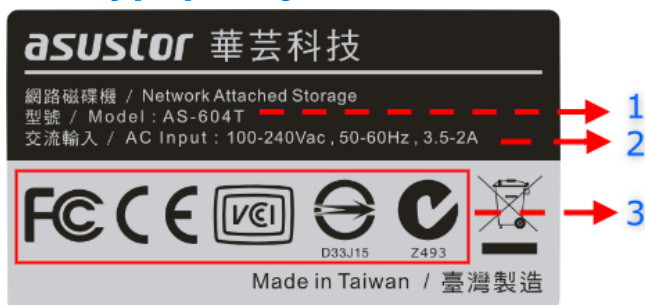 asustor 華芸科技
網路磁碟機 / Network Attached Storage
型號 / Model : AS-604T
1
交流輸入 / AC Input : 100-240Vac , 50-60Hz , 3.5-2A
2
FC CE VCI
D33J15
Z493
3
Made in Taiwan / 臺灣製造